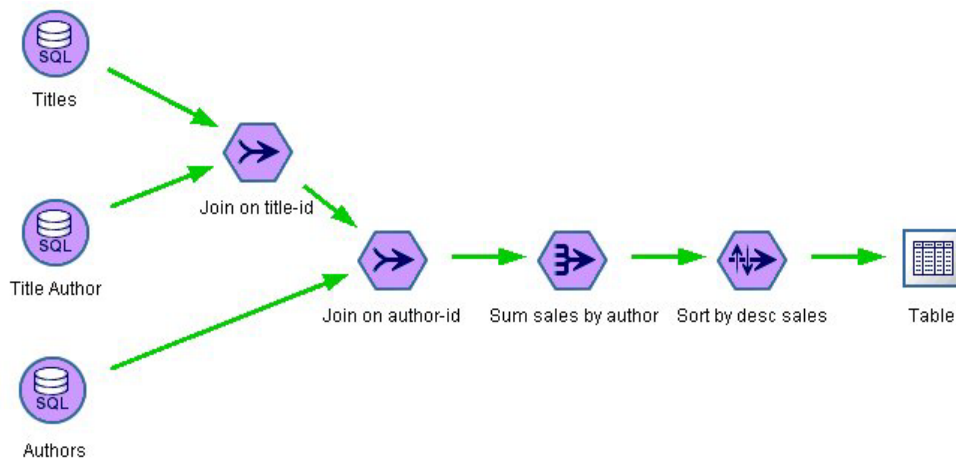 SQL
Titles
Join on title-id
SQL
Title Author
Join on author-id
Sum sales by author
Sort by desc sales
Table
SQL
Authors